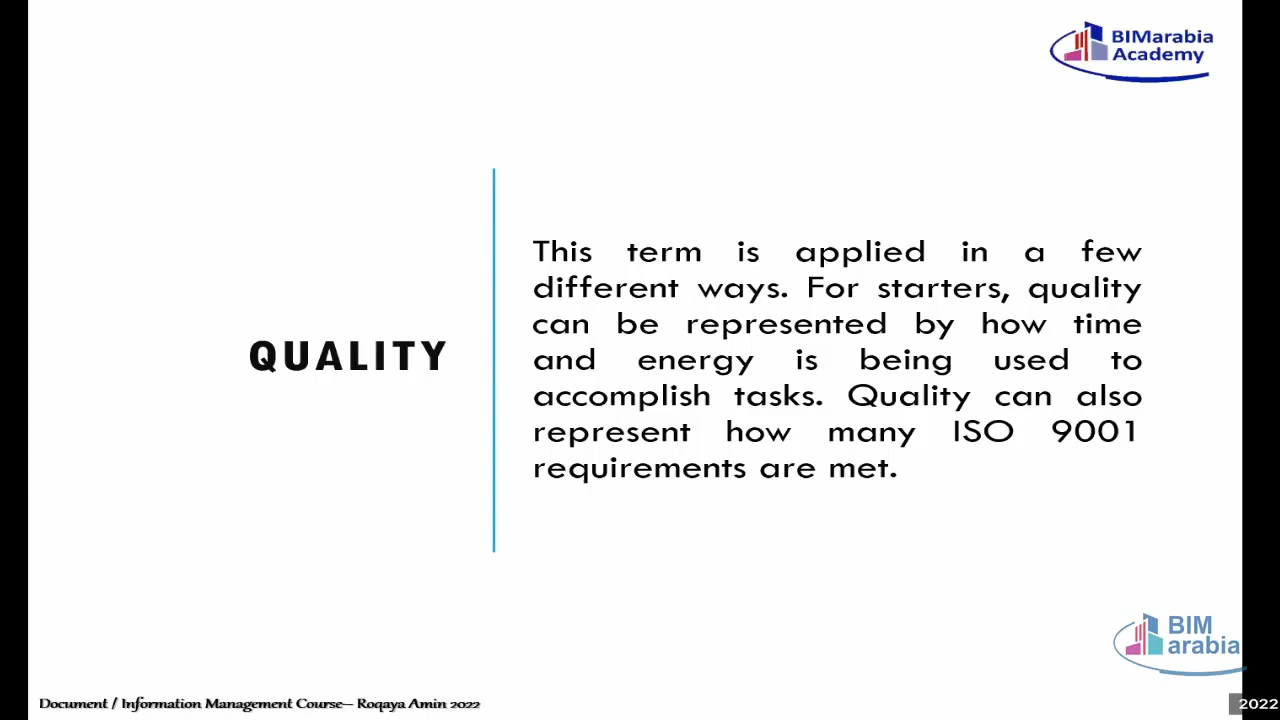 BIMarabia
Academy
QUALITY
This term is applied in a few
different ways. For starters, quality
can be represented by how time
and energy is being used to
accomplish tasks. Quality can also
represent how many ISO 9001
requirements are met.
BIM
arabia
Document / Information Management Course– Roqaya Amin 2022
2022